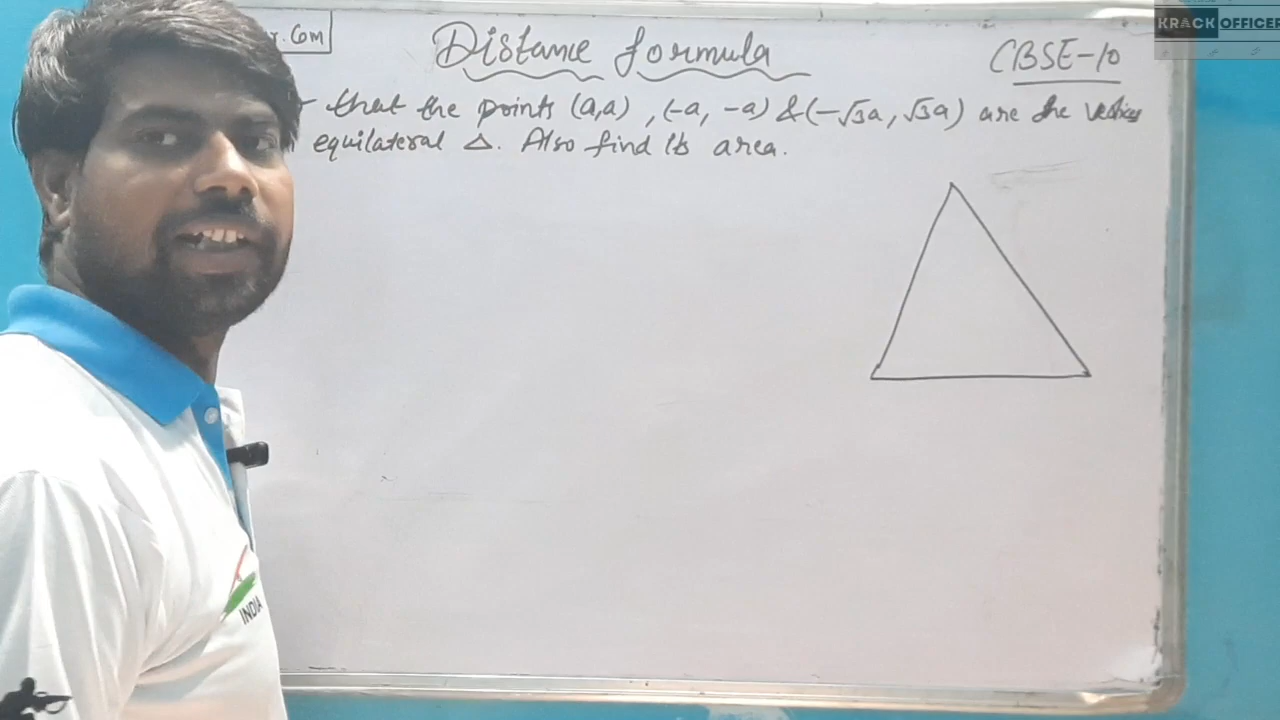 r.Com
Distance formula
CBSE-10
that the points (a,a), (-a, -a) & (-√3a, √3a) are the vertices
equilateral Δ. Also find its area.
KRACK OFFICER
INDIA